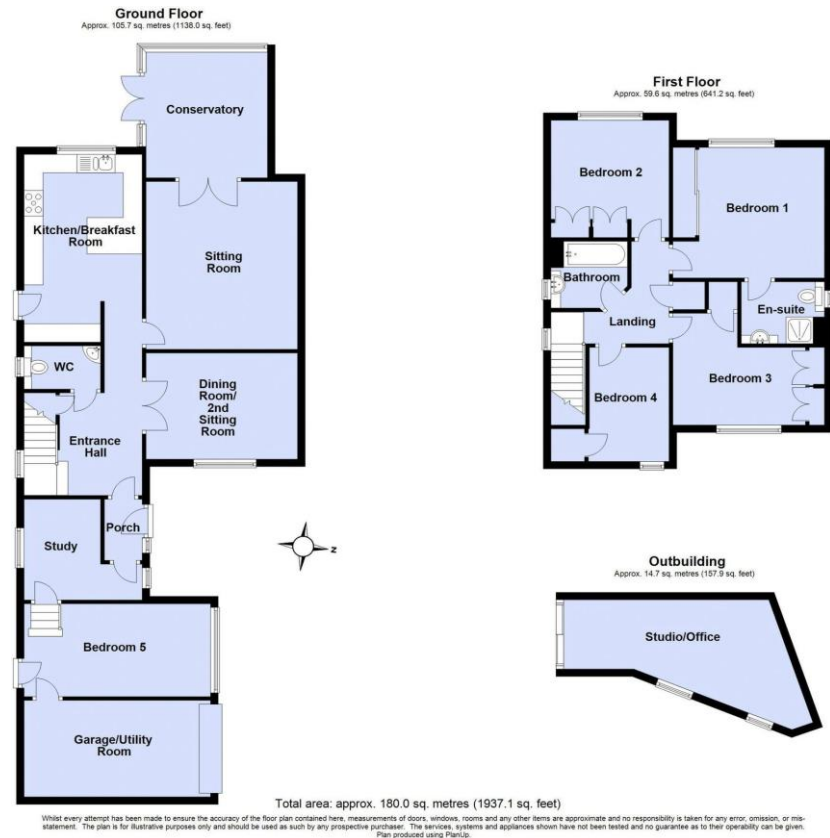 Ground Floor
Approx. 105.7 sq. metres (1138.0 sq. feet)
Conservatory
Kitchen/Breakfast
Room
Sitting
Room
WC
Dining
Room/
2nd
Sitting
Room
Entrance
Hall
Porch
Study
Bedroom 5
Garage/Utility
Room
First Floor
Approx. 59.6 sq. metres (641.2 sq. feet)
Bedroom 2
Bedroom 1
Bathroom
En-suite
Landing
Bedroom 3
Bedroom 4
z
Outbuilding
Approx. 14.7 sq. metres (157.9 sq. feet)
Studio/Office
Total area: approx. 180.0 sq. metres (1937.1 sq. feet)
Whilst every attempt has been made to ensure the accuracy of the floor plan contained here, measurements of doors, windows, rooms and any other items are approximate and no responsibility is taken for any error, omission, or mis-
statement. The plan is for illustrative purposes only and should be used as such by any prospective purchaser. The services, systems and appliances shown have not been tested and no guarantee as to their operability can be given.
Plan produced using PlanUp.